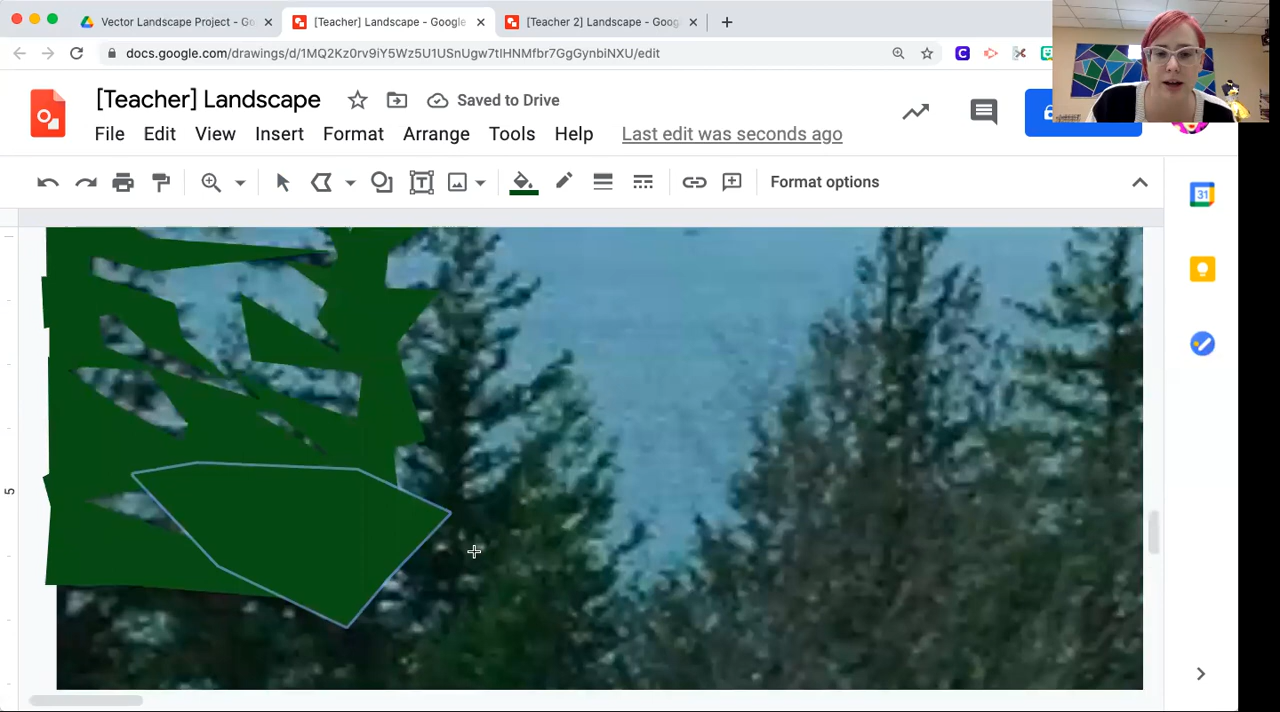 Vector Landscape Project - Go
[Teacher] Landscape - Google
[Teacher 2] Landscape - Goog
docs.google.com/drawings/d/1MQ2Kz0rv9iY5Wz5U1USnUgw7tIHNMfbr7GgGynbiNXU/edit
[Teacher] Landscape
Saved to Drive
File Edit View Insert Format Arrange Tools Help Last edit was seconds ago
Format options
31
5